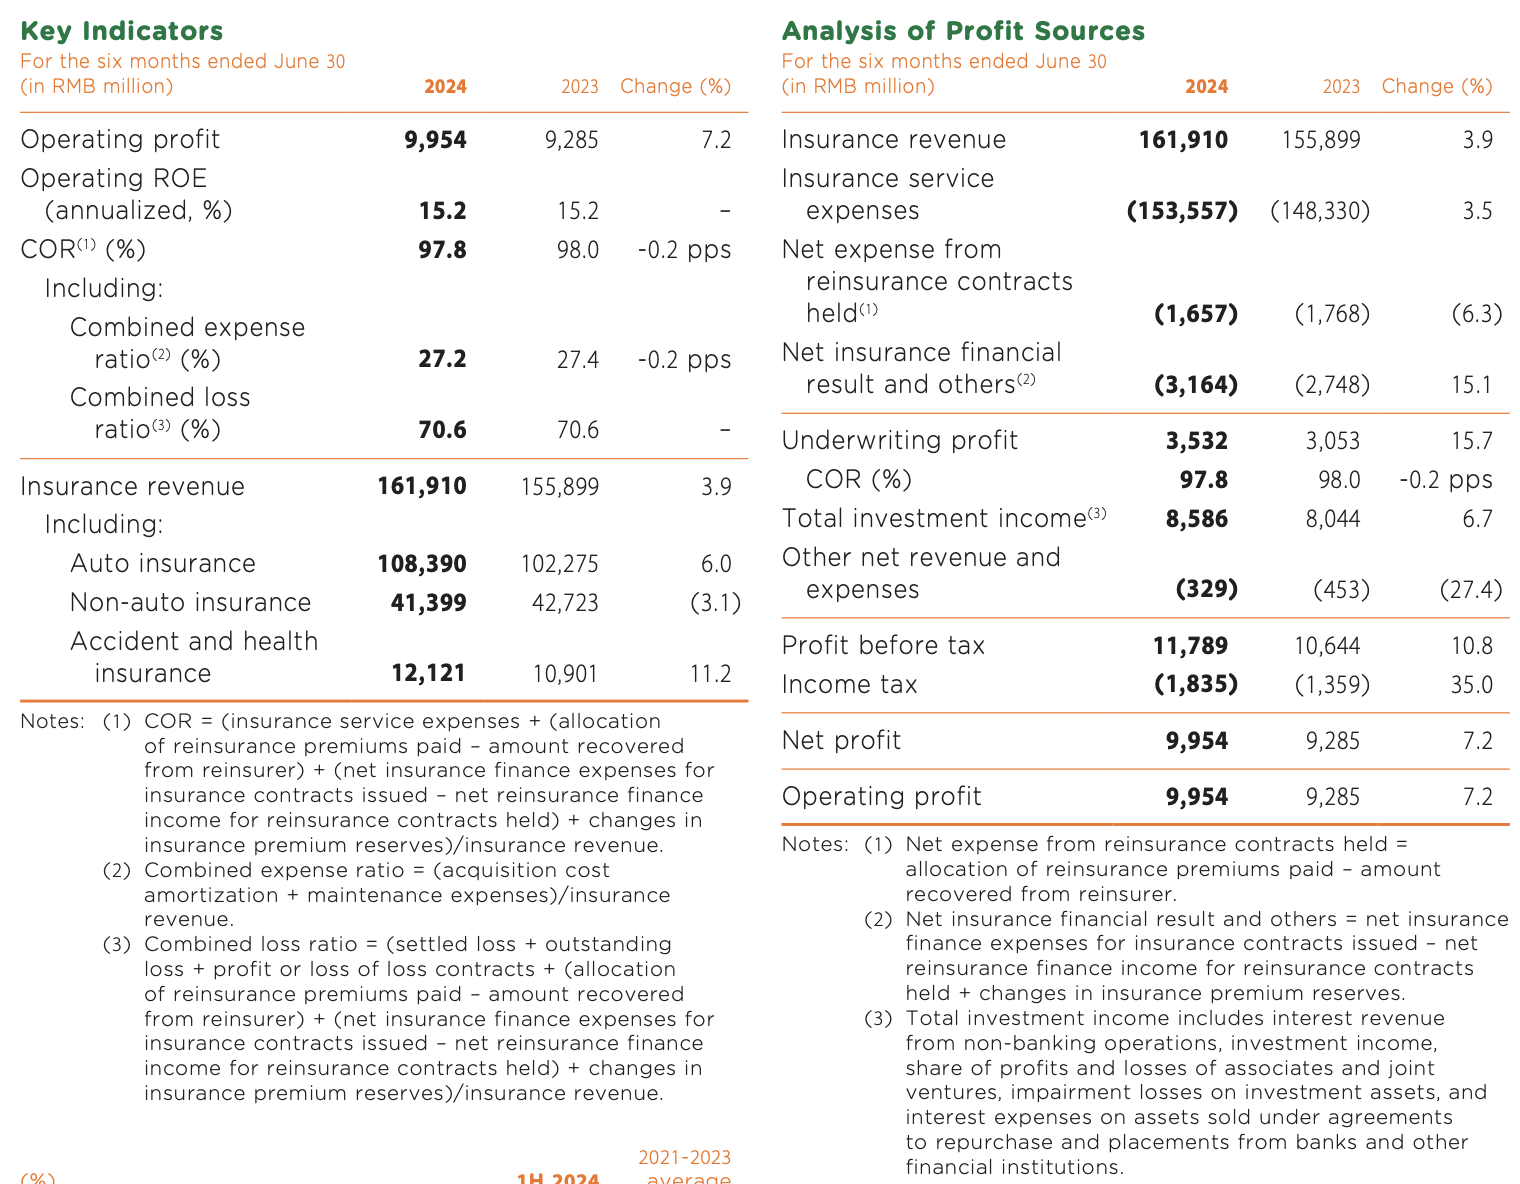 Key Indicators
For the six months ended June 30
(in RMB million) 2024 2023 Change (%)
Operating profit 9,954 9,285 7.2
Operating ROE
(annualized, %) 15.2 15.2 –
COR(1) (%) 97.8 98.0 -0.2 pps
Including:
Combined expense
ratio(2) (%) 27.2 27.4 -0.2 pps
Combined loss
ratio(3) (%) 70.6 70.6 –
Insurance revenue 161,910 155,899 3.9
Including:
Auto insurance 108,390 102,275 6.0
Non-auto insurance 41,399 42,723 (3.1)
Accident and health
insurance 12,121 10,901 11.2
Notes: (1) COR = (insurance service expenses + (allocation
of reinsurance premiums paid – amount recovered
from reinsurer) + (net insurance finance expenses for
insurance contracts issued – net reinsurance finance
income for reinsurance contracts held) + changes in
insurance premium reserves)/insurance revenue.
(2) Combined expense ratio = (acquisition cost
amortization + maintenance expenses)/insurance
revenue.
(3) Combined loss ratio = (settled loss + outstanding
loss + profit or loss of loss contracts + (allocation
of reinsurance premiums paid – amount recovered
from reinsurer) + (net insurance finance expenses for
insurance contracts issued – net reinsurance finance
income for reinsurance contracts held) + changes in
insurance premium reserves)/insurance revenue.
2021-2023
(%) 1H 2024 average
Analysis of Profit Sources
For the six months ended June 30
(in RMB million) 2024 2023 Change (%)
Insurance revenue 161,910 155,899 3.9
Insurance service
expenses (153,557) (148,330) 3.5
Net expense from
reinsurance contracts
held(1) (1,657) (1,768) (6.3)
Net insurance financial
result and others(2) (3,164) (2,748) 15.1
Underwriting profit 3,532 3,053 15.7
COR (%) 97.8 98.0 -0.2 pps
Total investment income(3) 8,586 8,044 6.7
Other net revenue and
expenses (329) (453) (27.4)
Profit before tax 11,789 10,644 10.8
Income tax (1,835) (1,359) 35.0
Net profit 9,954 9,285 7.2
Operating profit 9,954 9,285 7.2
Notes: (1) Net expense from reinsurance contracts held =
allocation of reinsurance premiums paid – amount
recovered from reinsurer.
(2) Net insurance financial result and others = net insurance
finance expenses for insurance contracts issued – net
reinsurance finance income for reinsurance contracts
held + changes in insurance premium reserves.
(3) Total investment income includes interest revenue
from non-banking operations, investment income,
share of profits and losses of associates and joint
ventures, impairment losses on investment assets, and
interest expenses on assets sold under agreements
to repurchase and placements from banks and other
financial institutions.